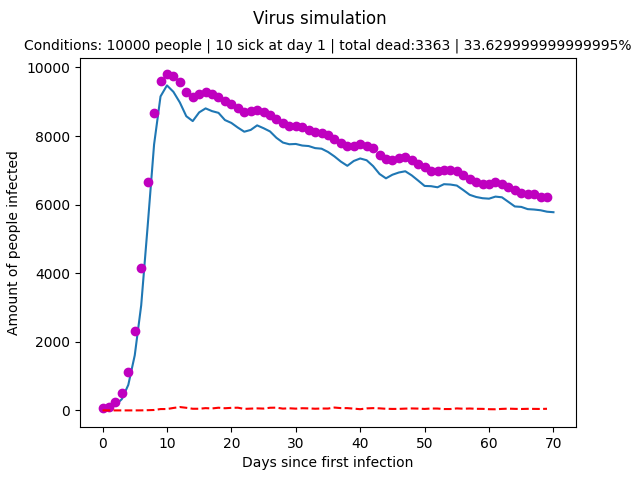 Virus simulation
Conditions: 10000 people | 10 sick at day 1 | total dead:3363 | 33.629999999999995%
10000
8000
6000
4000
2000
0
Amount of people infected
0 10 20 30 40 50 60 70
Days since first infection